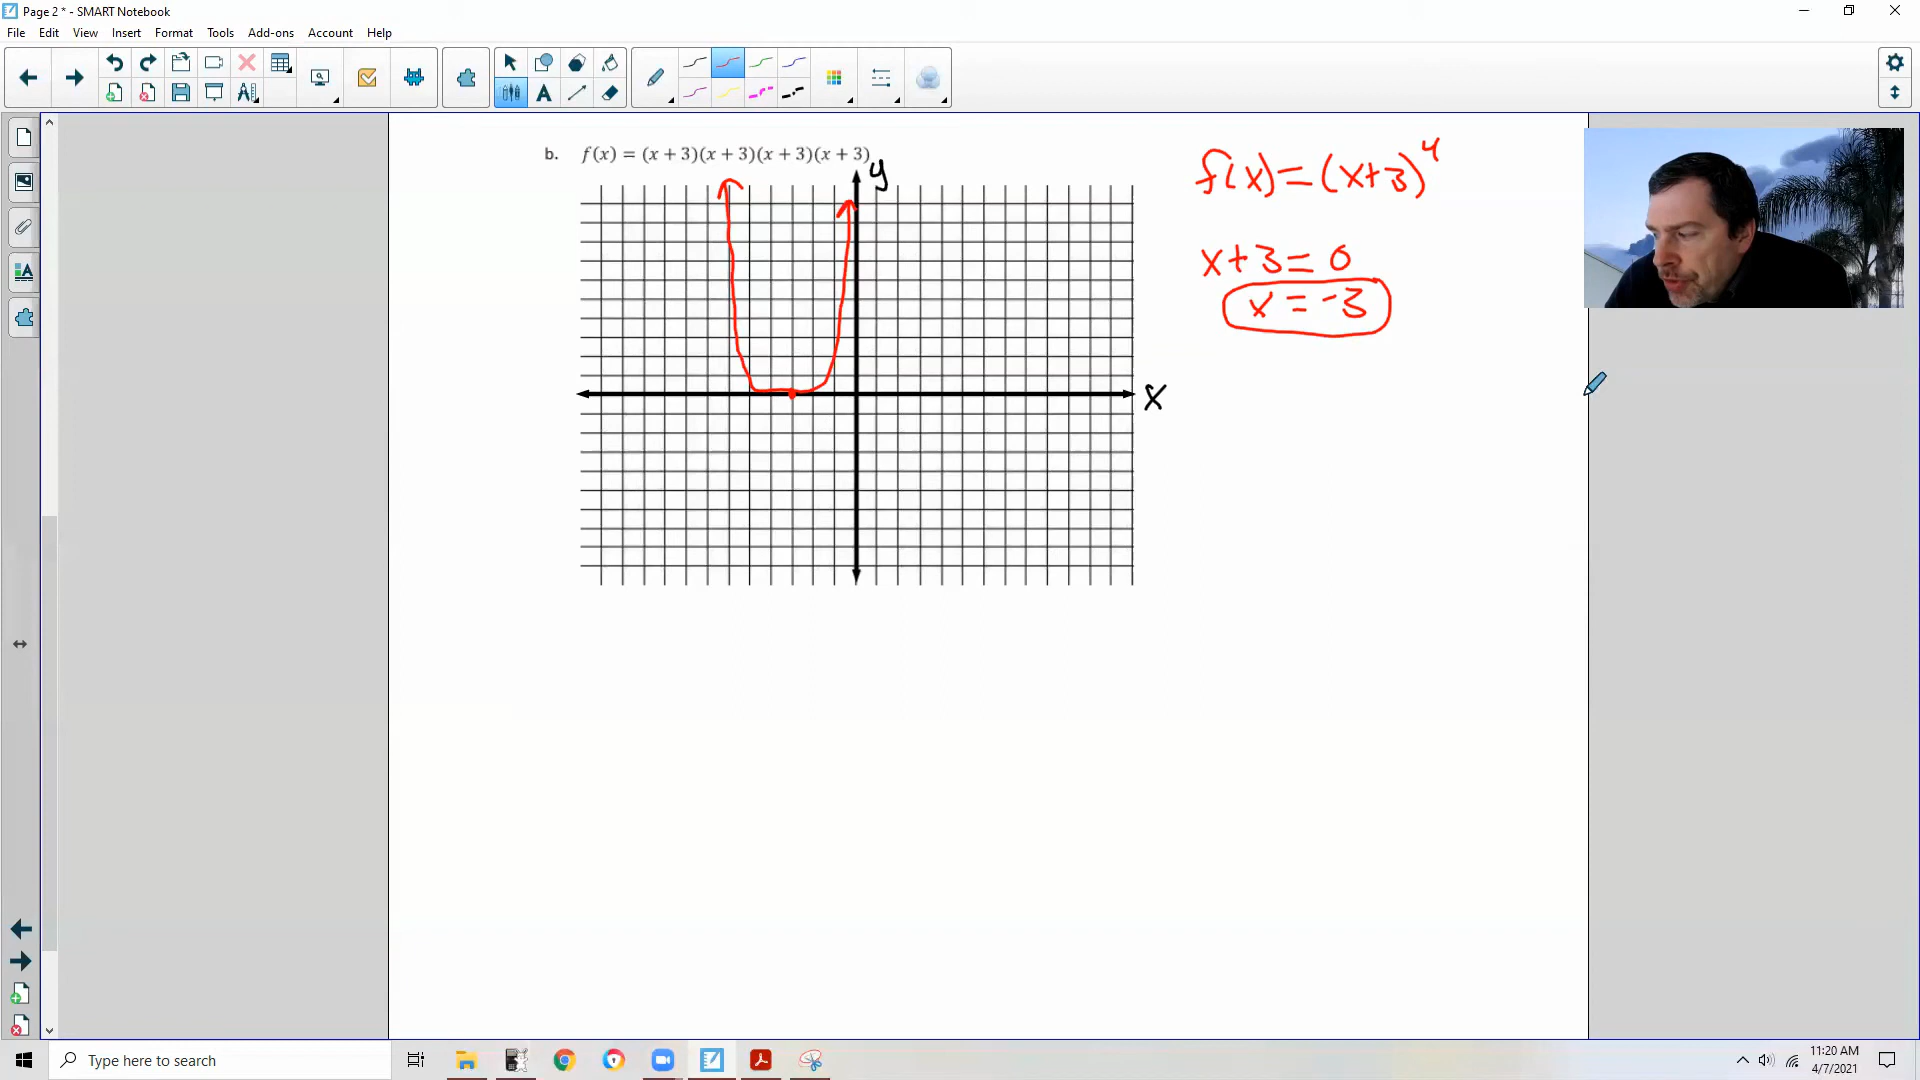 Page 2 * - SMART Notebook
File Edit View Insert Format Tools Add-ons Account Help
b. f(x) = (x + 3)(x + 3)(x + 3)(x + 3)
y
x
f(x) = (x+3)^4
x+3 = 0
x = -3
Type here to search
11:20 AM
4/7/2021